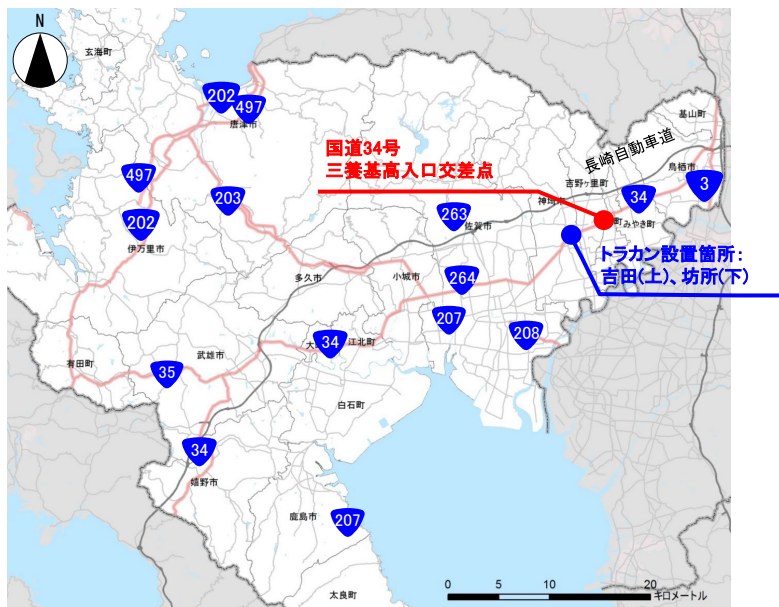 N
玄海町
202
497
唐津市
基山町
国道34号
三養基高入口交差点
長崎自動車道
鳥栖市
497
203
吉野ヶ里町
34
3
神埼市
263
佐賀市
町
みやき町
202
伊万里市
トラカン設置箇所:
吉田(上)、坊所(下)
多久市
小城市
264
207
208
34
江北町
武雄市
有田町
35
白石町
34
嬉野市
鹿島市
207
太良町
0
5
10
20
キロメートル